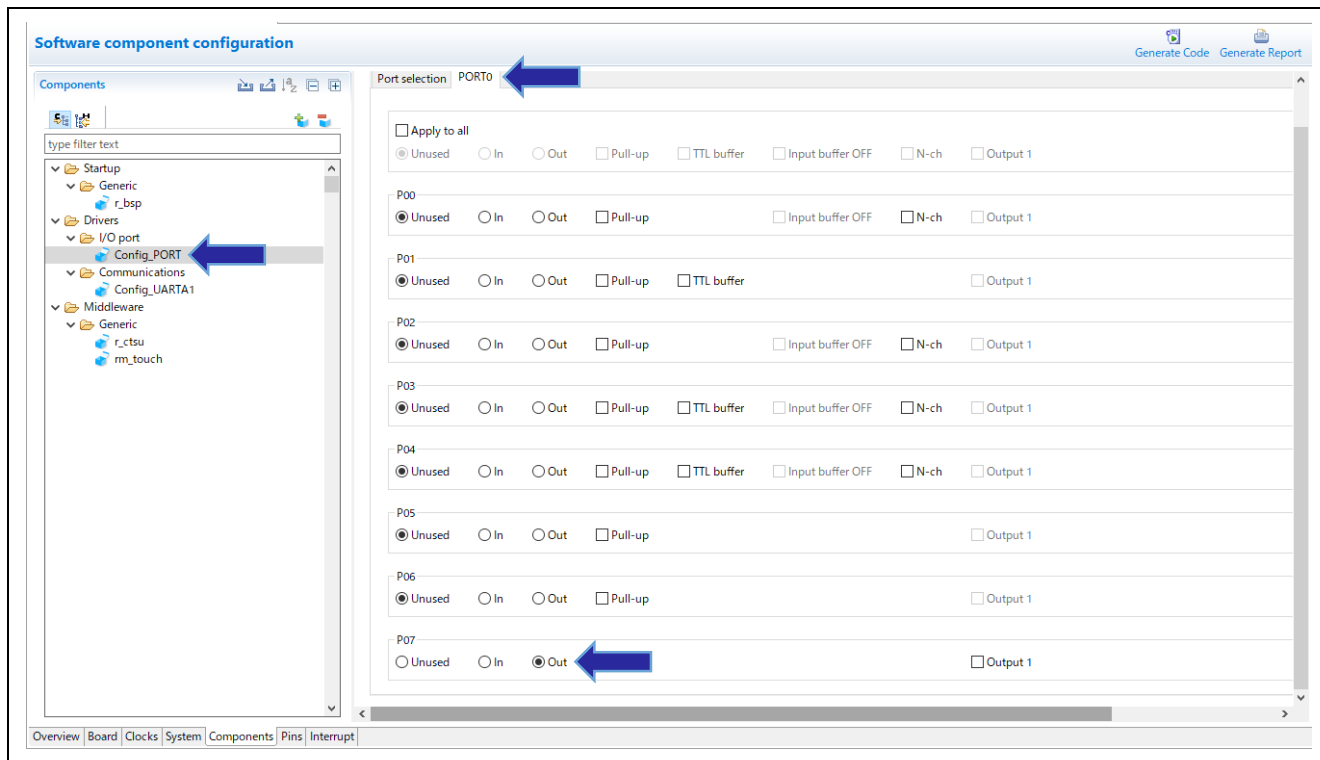 Software component configuration
Generate Code Generate Report
Components
type filter text
Startup
Generic
r_bsp
Drivers
I/O port
Config_PORT
Communications
Config_UARTA1
Middleware
Generic
r_ctsu
rm_touch
Port selection PORT0
Apply to all
Unused In Out Pull-up TTL buffer Input buffer OFF N-ch Output 1
P00
Unused In Out Pull-up Input buffer OFF N-ch Output 1
P01
Unused In Out Pull-up TTL buffer Output 1
P02
Unused In Out Pull-up Input buffer OFF N-ch Output 1
P03
Unused In Out Pull-up TTL buffer Input buffer OFF N-ch Output 1
P04
Unused In Out Pull-up TTL buffer Input buffer OFF N-ch Output 1
P05
Unused In Out Pull-up Output 1
P06
Unused In Out Pull-up Output 1
P07
Unused In Out Output 1
Overview Board Clocks System Components Pins Interrupt